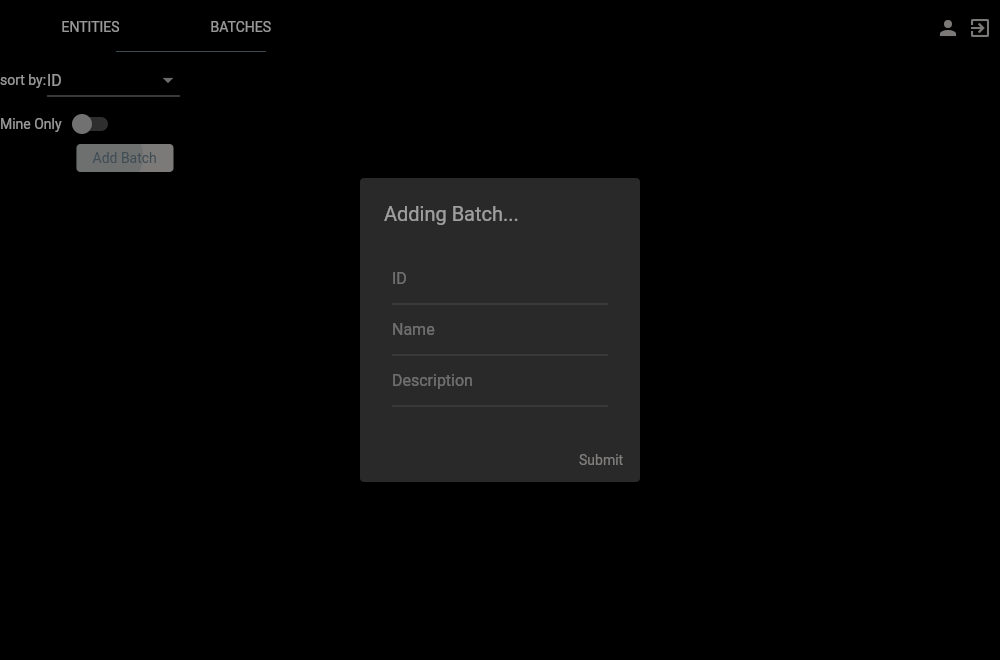 ENTITIES
BATCHES
sort by:ID
Mine Only
Add Batch
Adding Batch...
ID
Name
Description
Submit